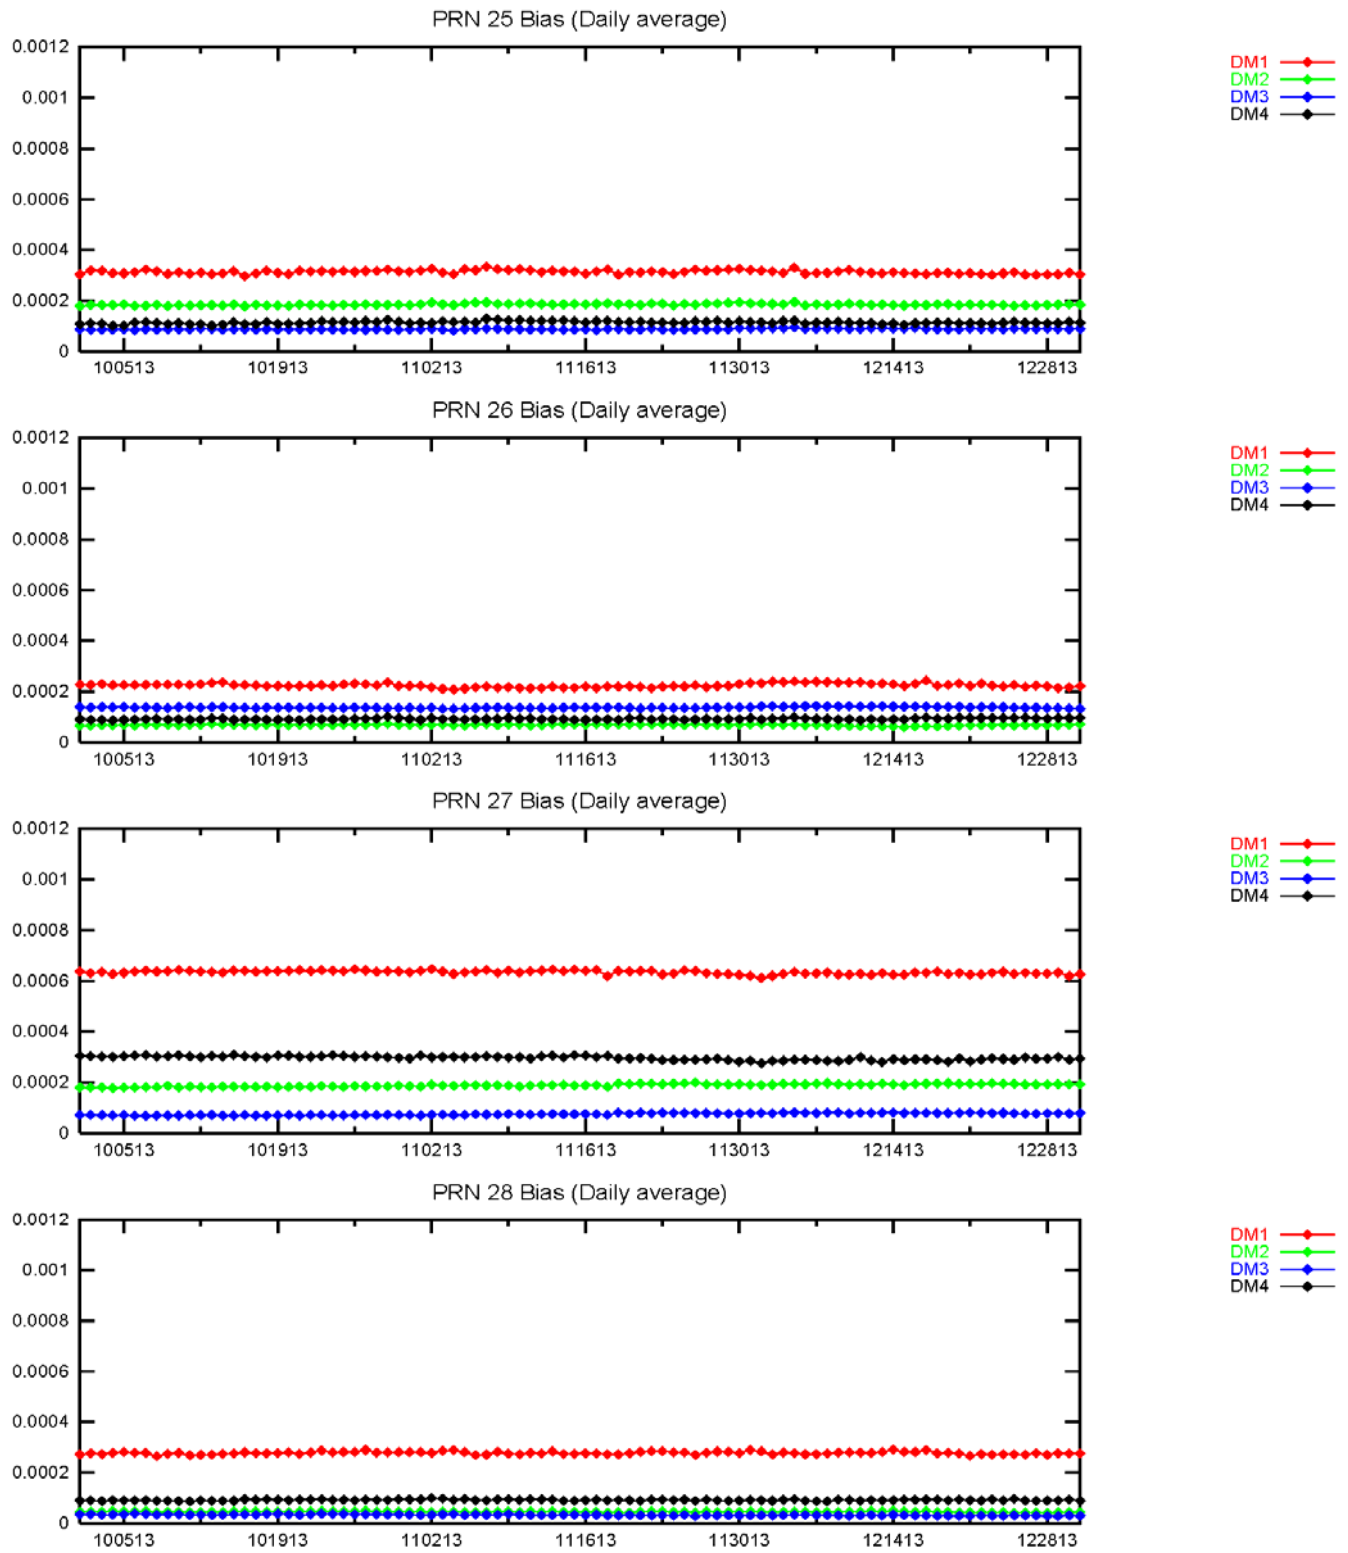 PRN 25 Bias (Daily average)
0.0012
0.001
0.0008
0.0006
0.0004
0.0002
0
100513 101913 110213 111613 113013 121413 122813
DM1
DM2
DM3
DM4
PRN 26 Bias (Daily average)
0.0012
0.001
0.0008
0.0006
0.0004
0.0002
0
100513 101913 110213 111613 113013 121413 122813
DM1
DM2
DM3
DM4
PRN 27 Bias (Daily average)
0.0012
0.001
0.0008
0.0006
0.0004
0.0002
0
100513 101913 110213 111613 113013 121413 122813
DM1
DM2
DM3
DM4
PRN 28 Bias (Daily average)
0.0012
0.001
0.0008
0.0006
0.0004
0.0002
0
100513 101913 110213 111613 113013 121413 122813
DM1
DM2
DM3
DM4